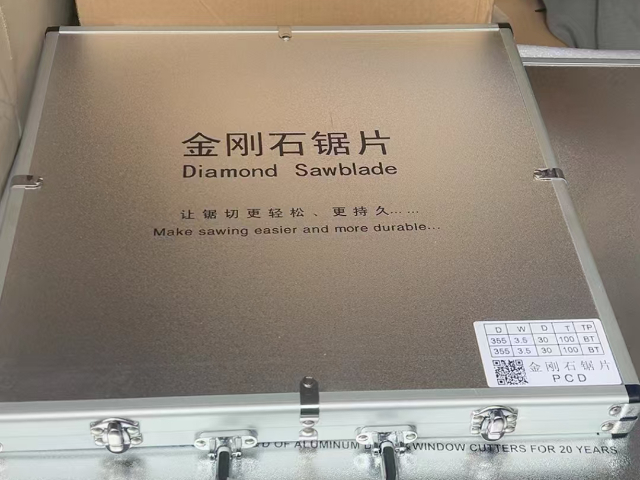 金刚石锯片
Diamond Sawblade
让锯切更轻松、更持久……
Make sawing easier and more durable...
D W D T TP
355 3.5 30 100 BT
355 3.5 30 100 BT
金刚石锯片
PCD
OF ALUMINUM WINDOW CUTTERS FOR 20 YEARS